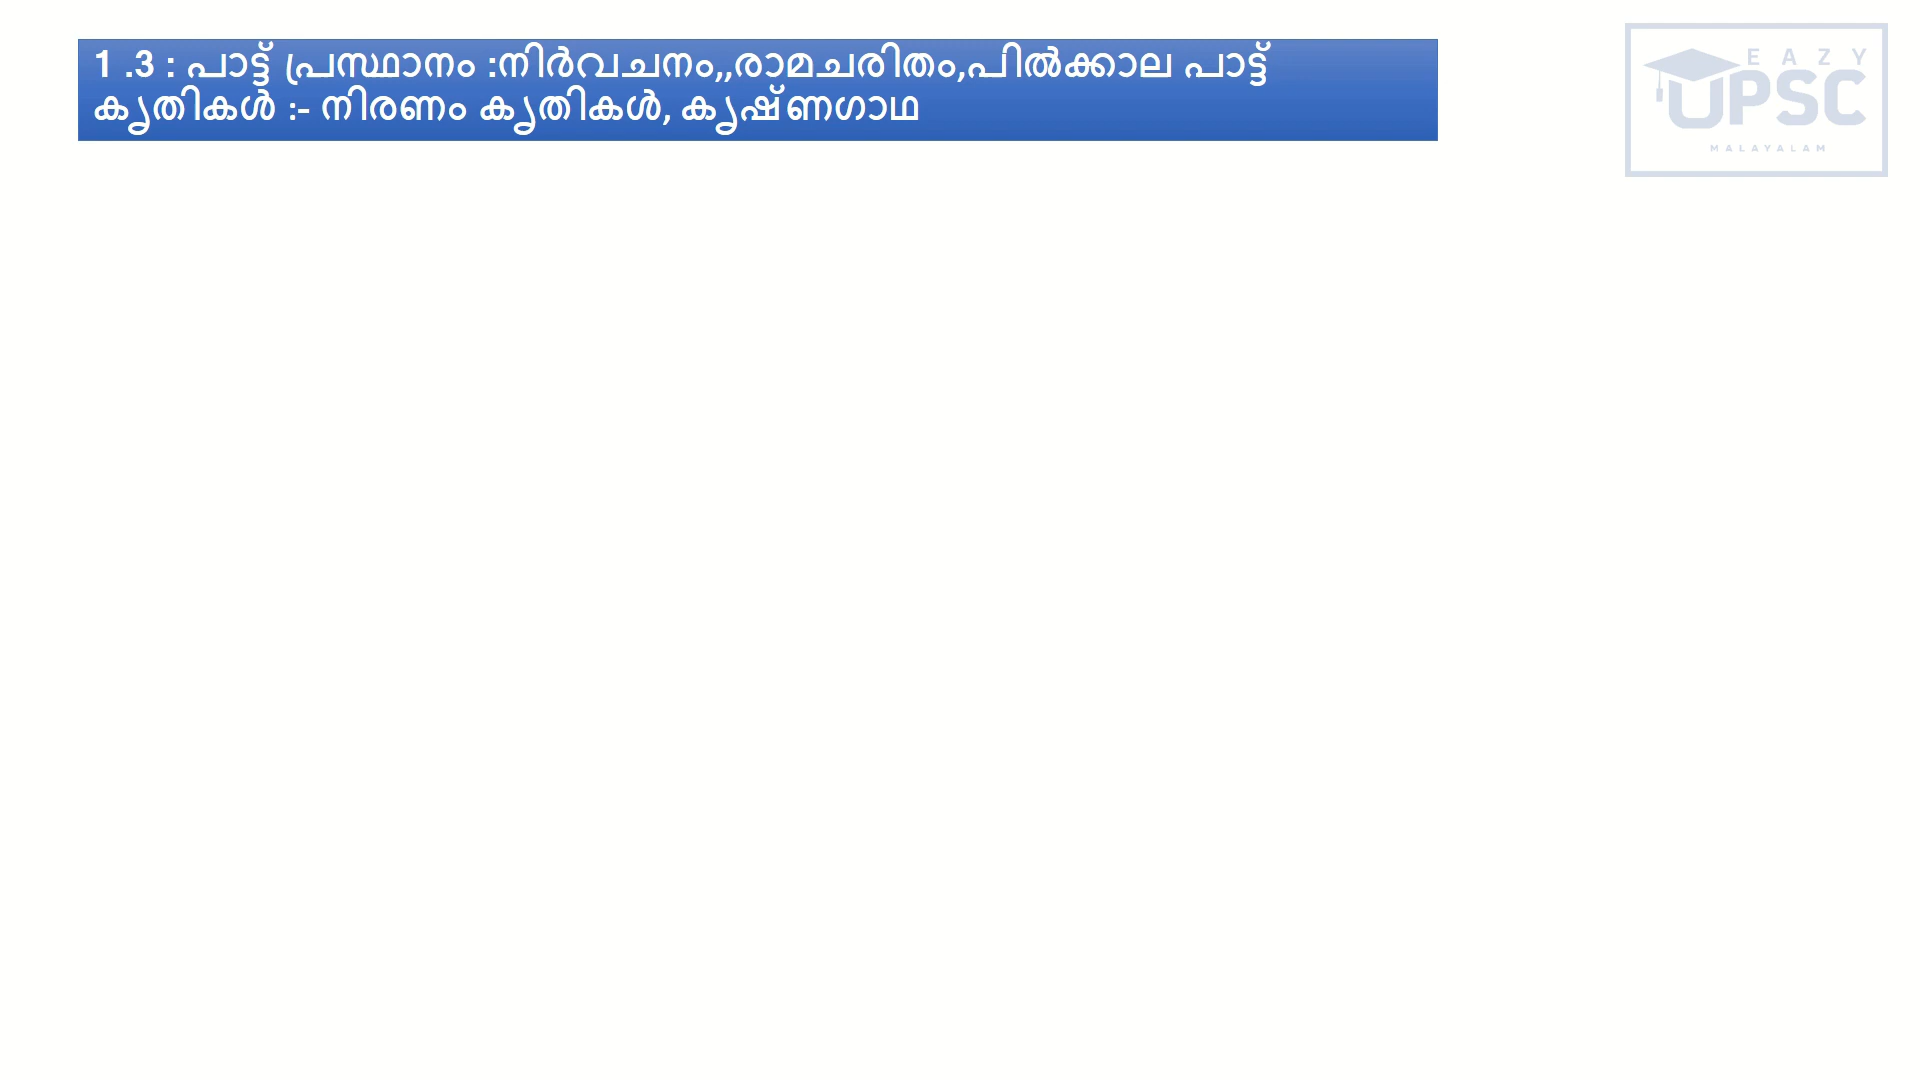 1 .3 : പാട്ട് പ്രസ്ഥാനം :നിർവചനം,,രാമചരിതം,പിൽക്കാല പാട്ട്
കൃതികൾ :- നിരണം കൃതികൾ, കൃഷ്ണഗാഥ
EAZY
UPSC
MALAYALAM